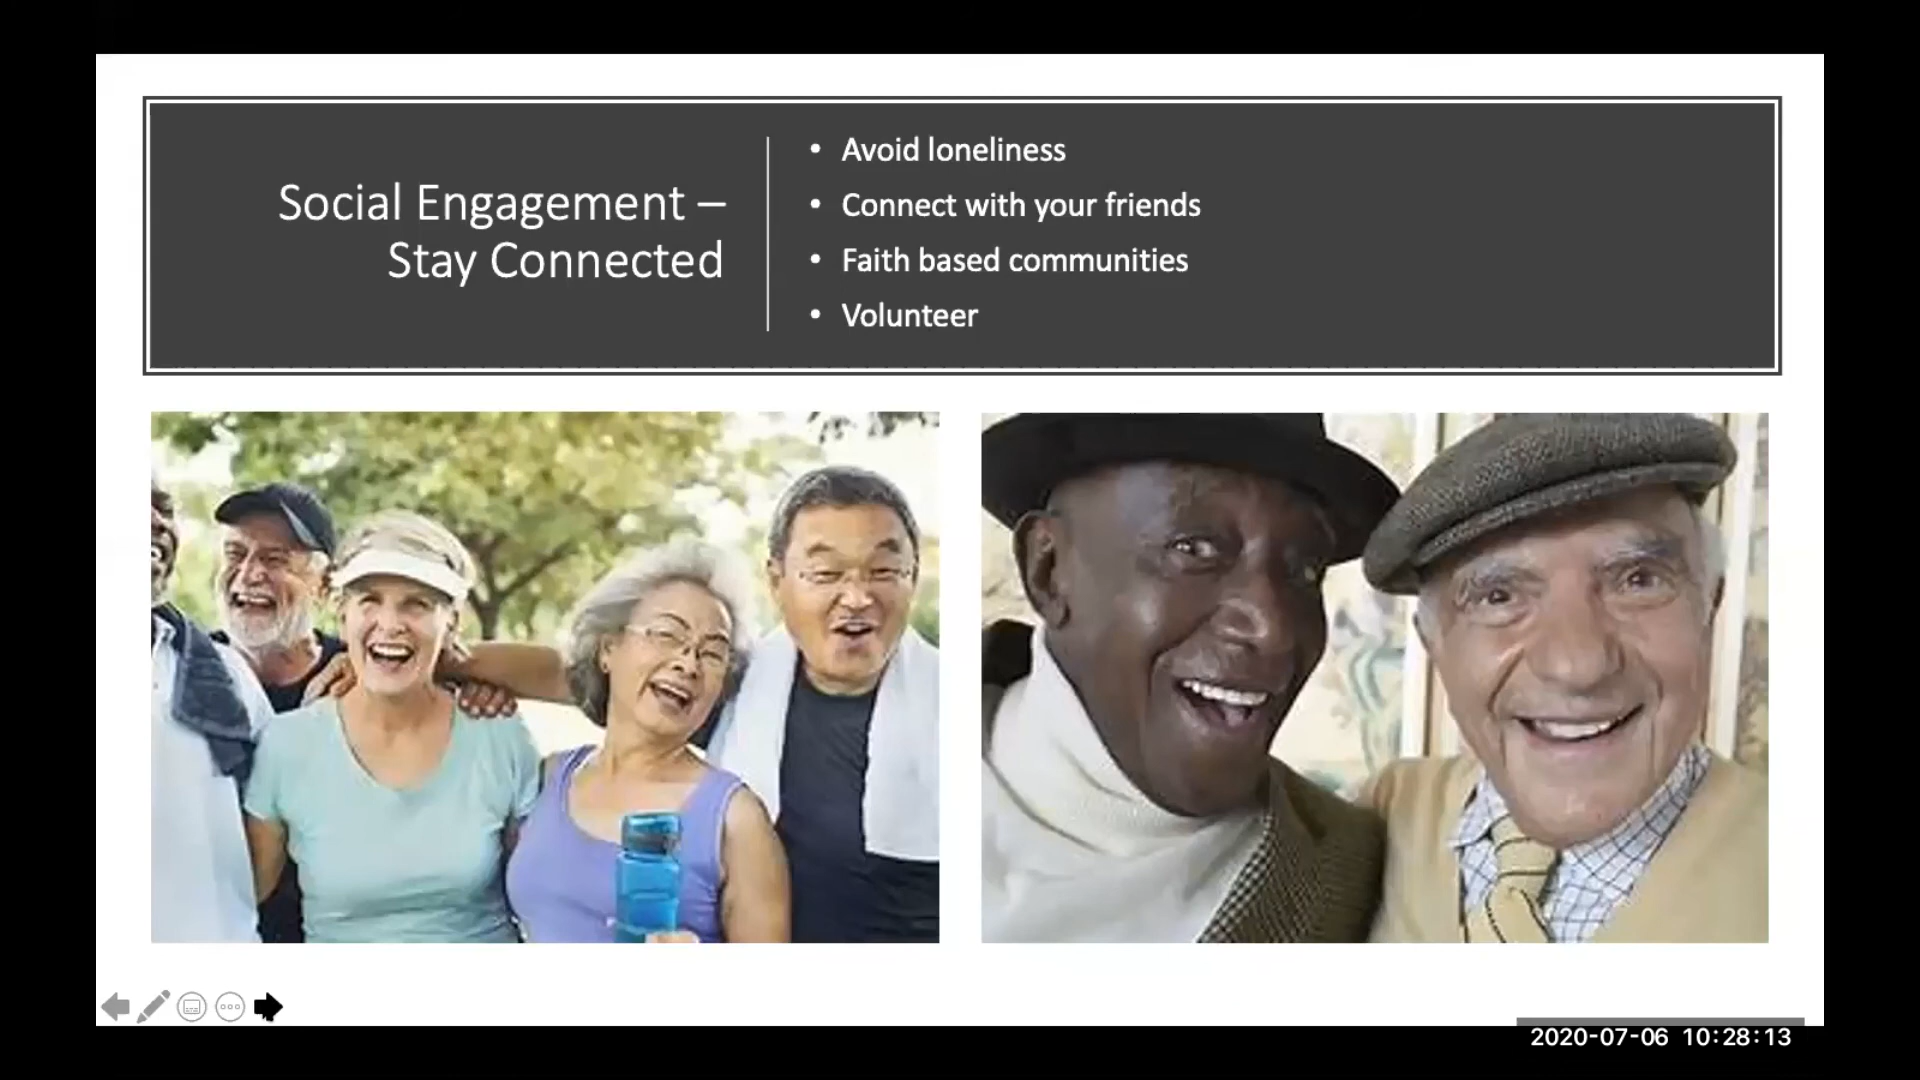 Social Engagement –
Stay Connected
• Avoid loneliness
• Connect with your friends
• Faith based communities
• Volunteer
2020-07-06 10:28:13